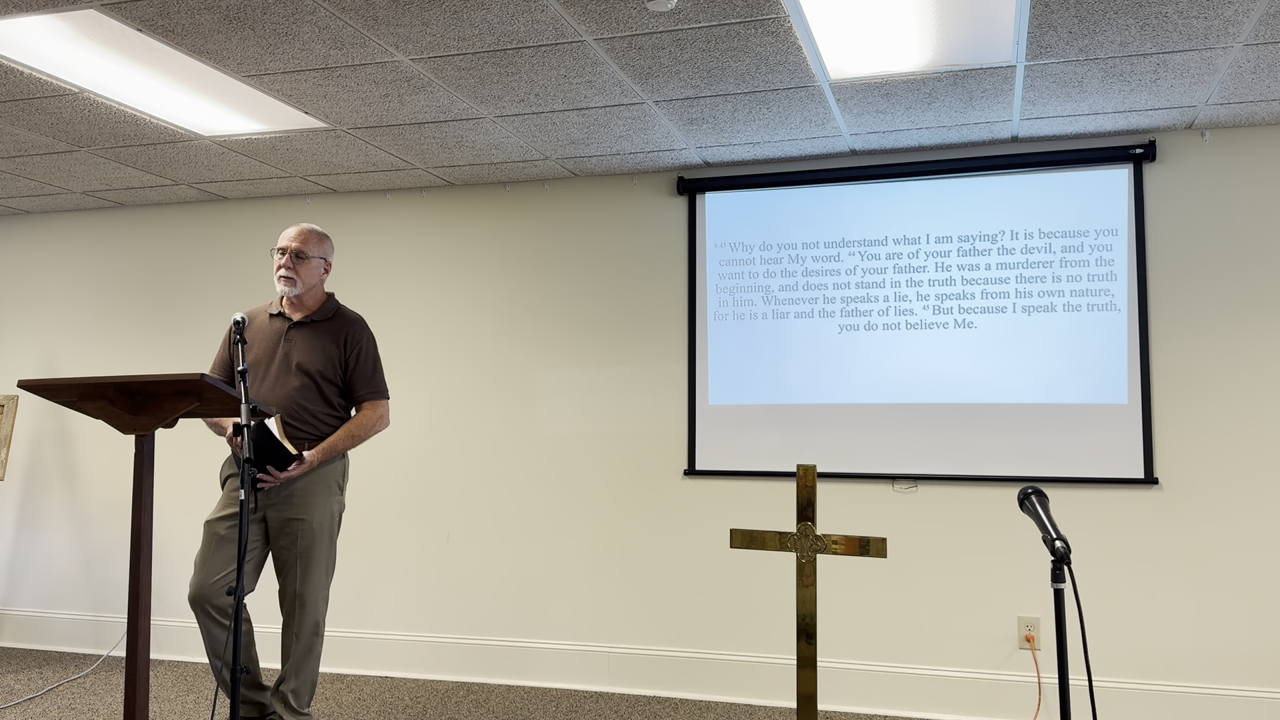 8:43 Why do you not understand what I am saying? It is because you
cannot hear My word. 44 You are of your father the devil, and you
want to do the desires of your father. He was a murderer from the
beginning, and does not stand in the truth because there is no truth
in him. Whenever he speaks a lie, he speaks from his own nature,
for he is a liar and the father of lies. 45 But because I speak the truth,
you do not believe Me.